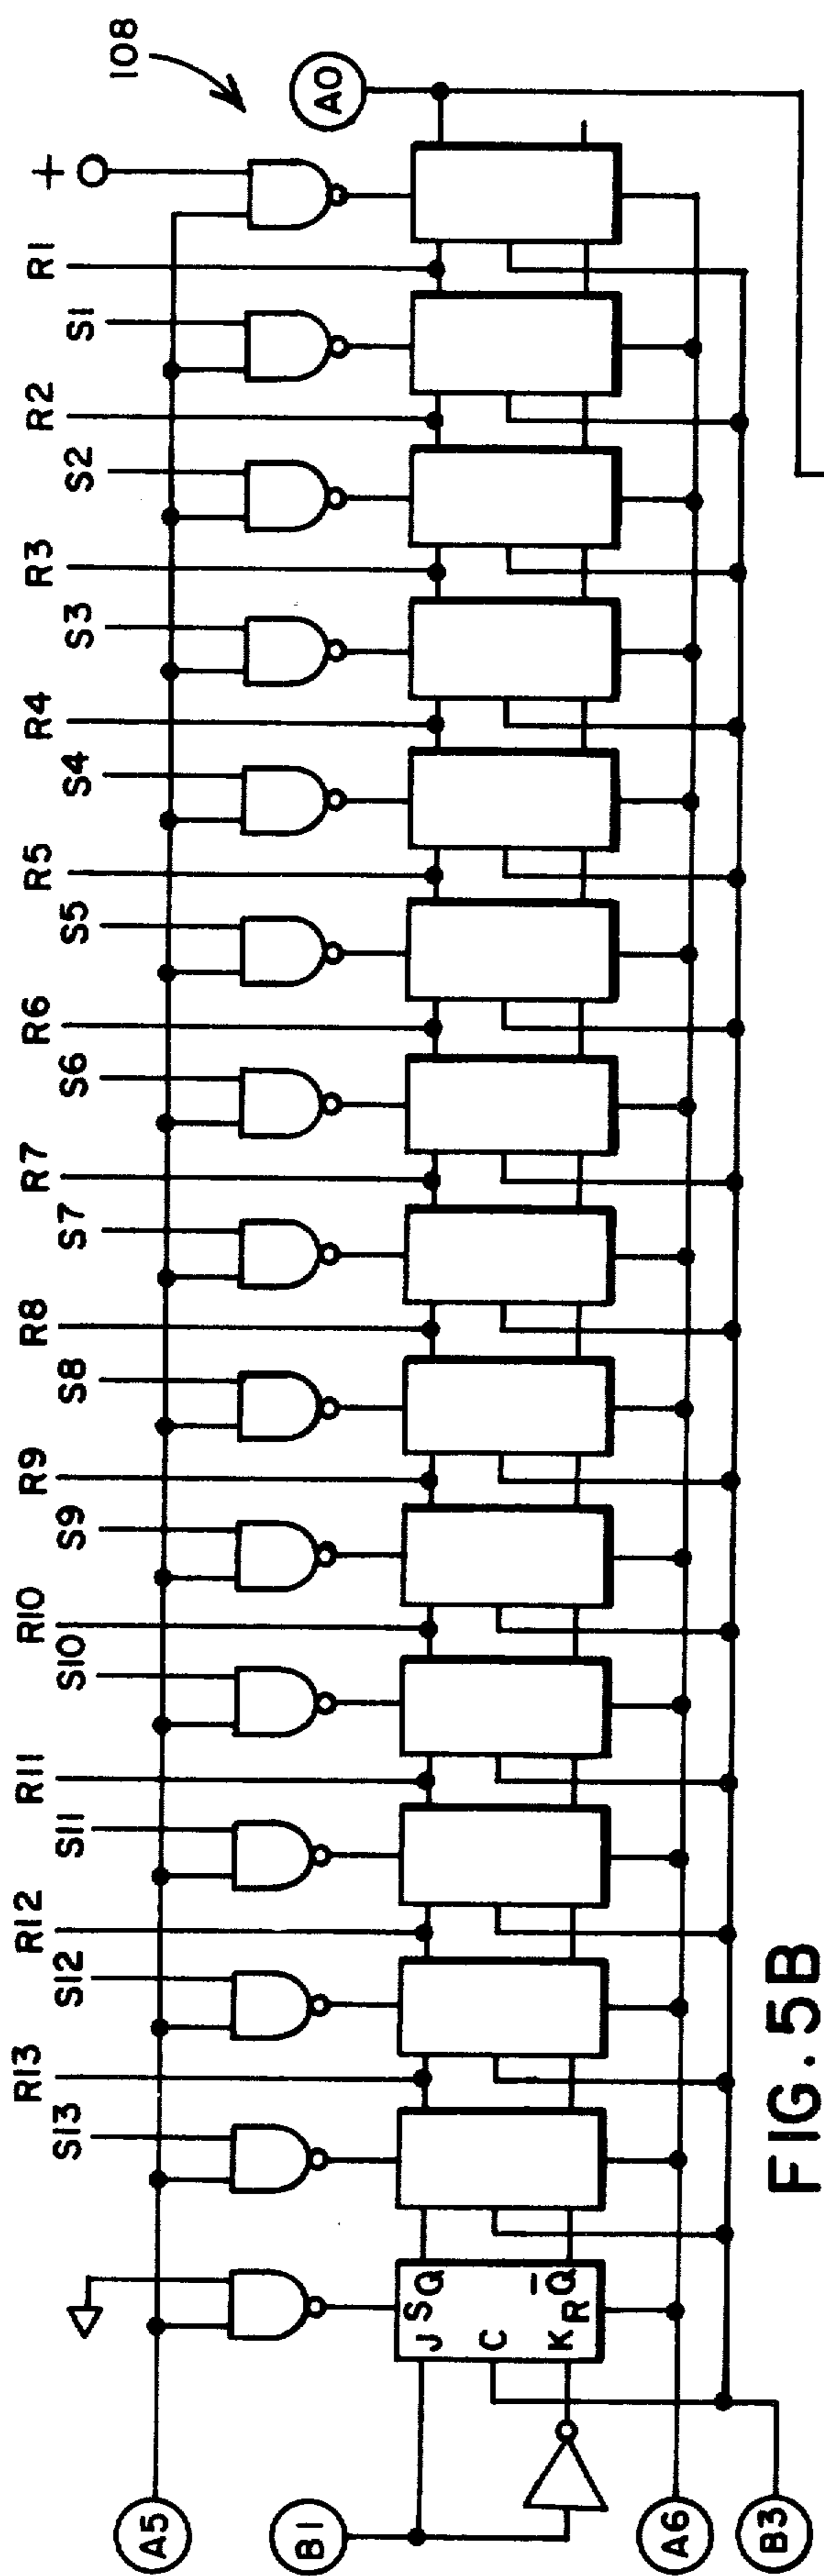 108
+
R1
S1
R2
S2
R3
S3
R4
S4
R5
S5
R6
S6
R7
S7
R8
S8
R9
S9
R10
S10
R11
S11
R12
S12
R13
S13
A0
A5
B1
A6
B3
S
J
Q
C
K
R
Q̅
FIG. 5B